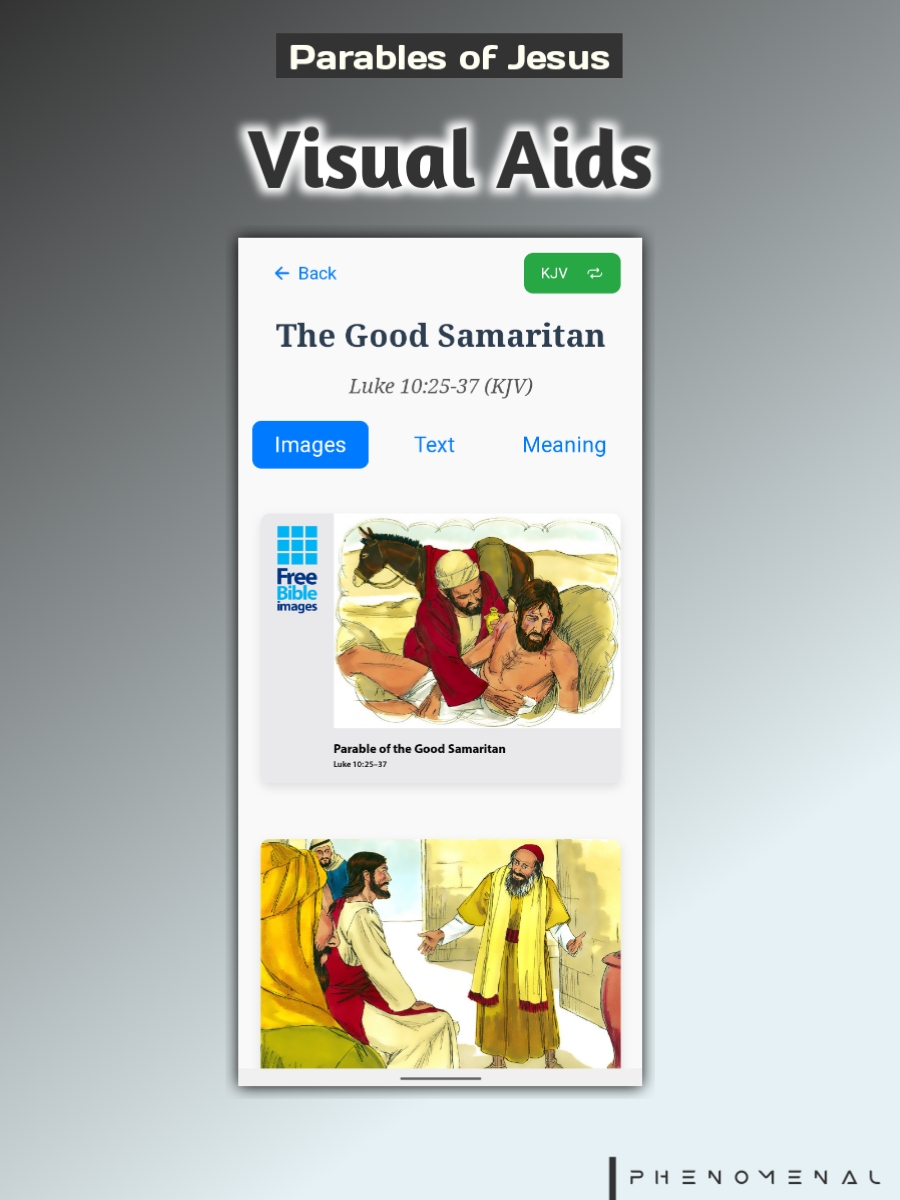 Parables of Jesus
Visual Aids
← Back
KJV
The Good Samaritan
Luke 10:25-37 (KJV)
Images Text Meaning
Free
Bible
images
Parable of the Good Samaritan
Luke 10:25–37
PHENOMENAL